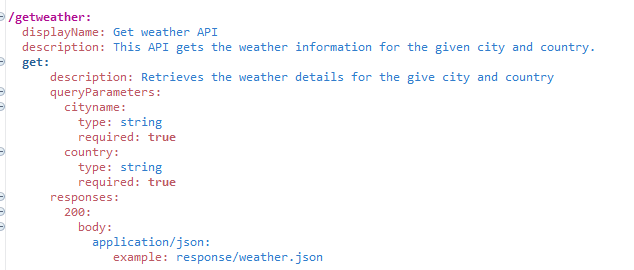 /getweather:
displayName: Get weather API
description: This API gets the weather information for the given city and country.
get:
description: Retrieves the weather details for the give city and country
queryParameters:
cityname:
type: string
required: true
country:
type: string
required: true
responses:
200:
body:
application/json:
example: response/weather.json